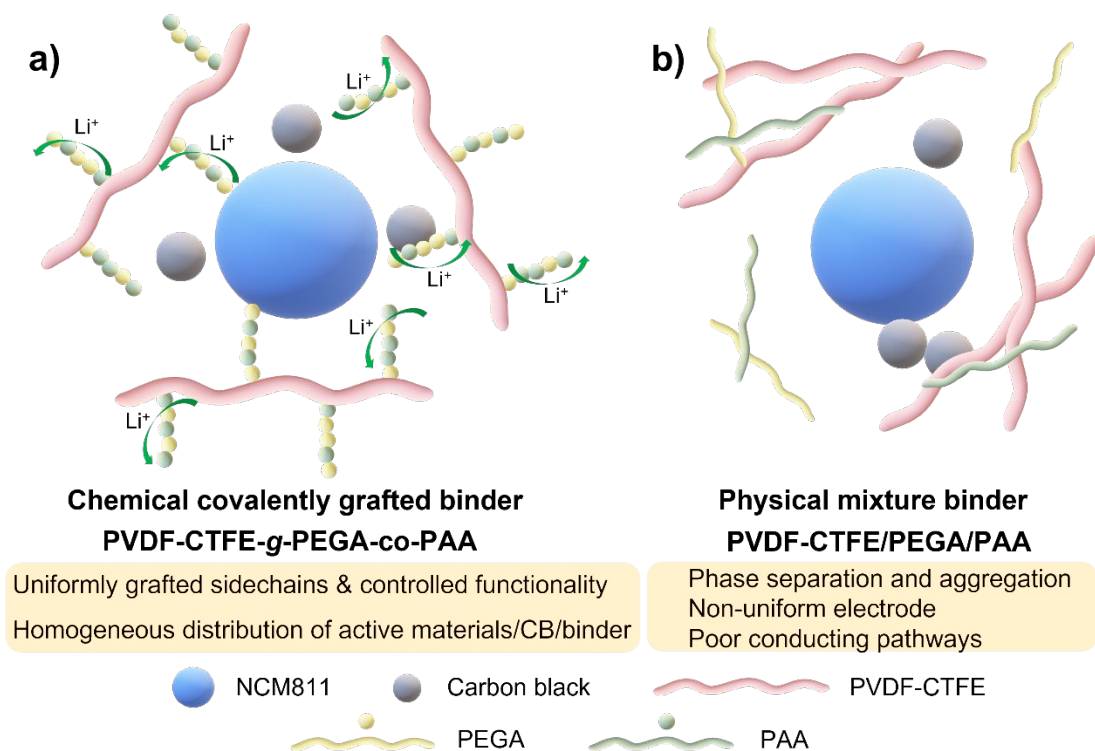 a)
Li⁺
Li⁺
Li⁺
Li⁺
Li⁺
Li⁺
Li⁺
Chemical covalently grafted binder
PVDF-CTFE-g-PEGA-co-PAA
Uniformly grafted sidechains & controlled functionality
Homogeneous distribution of active materials/CB/binder
b)
Physical mixture binder
PVDF-CTFE/PEGA/PAA
Phase separation and aggregation
Non-uniform electrode
Poor conducting pathways
NCM811
Carbon black
PVDF-CTFE
PEGA
PAA